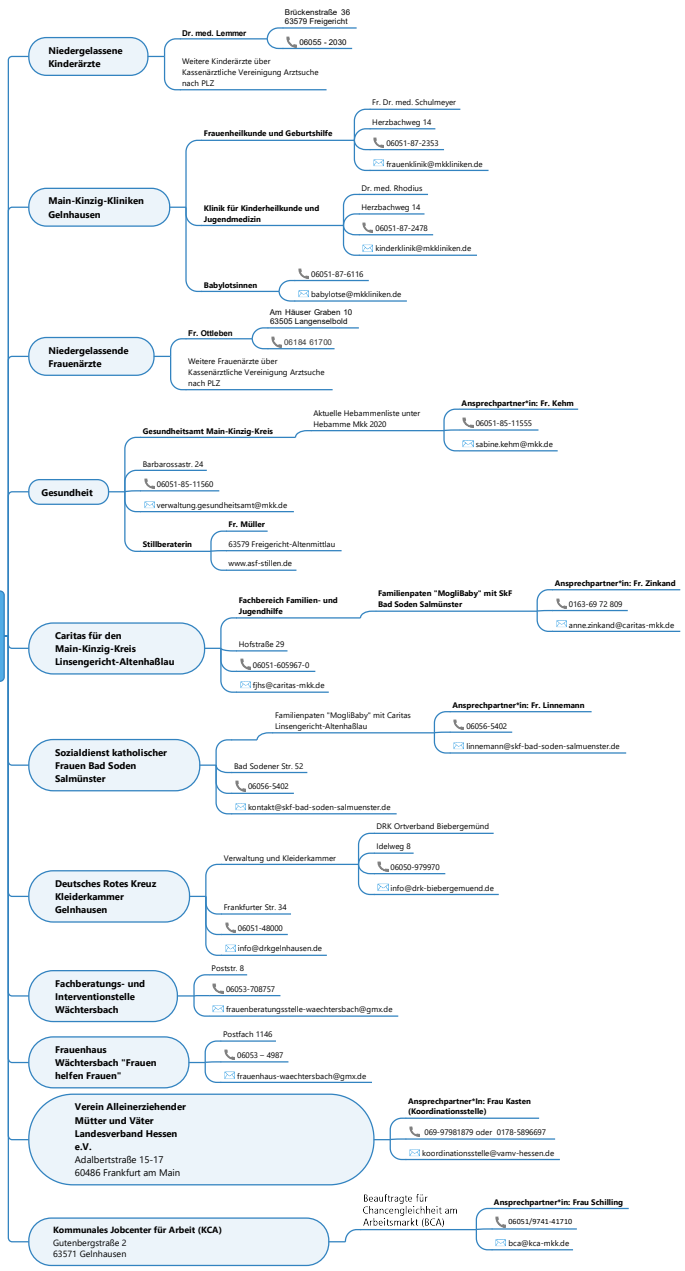 Niedergelassene
Kinderärzte
Dr. med. Lemmer
Brückenstraße 36
63579 Freigericht
06055 - 2030
Weitere Kinderärzte über
Kassenärztliche Vereinigung Arztsuche
nach PLZ
Main-Kinzig-Kliniken
Gelnhausen
Frauenheilkunde und Geburtshilfe
Fr. Dr. med. Schulmeyer
Herzbachweg 14
06051-87-2353
frauenklinik@mkkliniken.de
Klinik für Kinderheilkunde und
Jugendmedizin
Dr. med. Rhodius
Herzbachweg 14
06051-87-2478
kinderklinik@mkkliniken.de
Babylotsinnen
06051-87-6116
babylotse@mkkliniken.de
Niedergelassende
Frauenärzte
Fr. Ottleben
Am Häuser Graben 10
63505 Langenselbold
06184 61700
Weitere Frauenärzte über
Kassenärztliche Vereinigung Arztsuche
nach PLZ
Gesundheit
Gesundheitsamt Main-Kinzig-Kreis
Aktuelle Hebammenliste unter
Hebamme Mkk 2020
Ansprechpartner*in: Fr. Kehm
06051-85-11555
sabine.kehm@mkk.de
Barbarossastr. 24
06051-85-11560
verwaltung.gesundheitsamt@mkk.de
Stillberaterin
Fr. Müller
63579 Freigericht-Altenmittlau
www.asf-stillen.de
Caritas für den
Main-Kinzig-Kreis
Linsengericht-Altenhaßlau
Fachbereich Familien- und
Jugendhilfe
Familienpaten "MogliBaby" mit SkF
Bad Soden Salmünster
Ansprechpartner*in: Fr. Zinkand
0163-69 72 809
anne.zinkand@caritas-mkk.de
Hofstraße 29
06051-605967-0
fjhs@caritas-mkk.de
Sozialdienst katholischer
Frauen Bad Soden
Salmünster
Familienpaten "MogliBaby" mit Caritas
Linsengericht-Altenhaßlau
Ansprechpartner*in: Fr. Linnemann
06056-5402
linnemann@skf-bad-soden-salmuenster.de
Bad Sodener Str. 52
06056-5402
kontakt@skf-bad-soden-salmuenster.de
Deutsches Rotes Kreuz
Kleiderkammer
Gelnhausen
Verwaltung und Kleiderkammer
DRK Ortverband Biebergemünd
Idelweg 8
06050-979970
info@drk-biebergemuend.de
Frankfurter Str. 34
06051-48000
info@drkgelnhausen.de
Fachberatungs- und
Interventionstelle
Wächtersbach
Poststr. 8
06053-708757
frauenberatungsstelle-waechtersbach@gmx.de
Frauenhaus
Wächtersbach "Frauen
helfen Frauen"
Postfach 1146
06053 – 4987
frauenhaus-waechtersbach@gmx.de
Verein Alleinerziehender
Mütter und Väter
Landesverband Hessen
e.V.
Adalbertstraße 15-17
60486 Frankfurt am Main
Ansprechpartner*In: Frau Kasten
(Koordinationsstelle)
069-97981879 oder 0178-5896697
koordinationsstelle@vamv-hessen.de
Kommunales Jobcenter für Arbeit (KCA)
Gutenbergstraße 2
63571 Gelnhausen
Beauftragte für
Chancengleichheit am
Arbeitsmarkt (BCA)
Ansprechpartner*in: Frau Schilling
06051/9741-41710
bca@kca-mkk.de